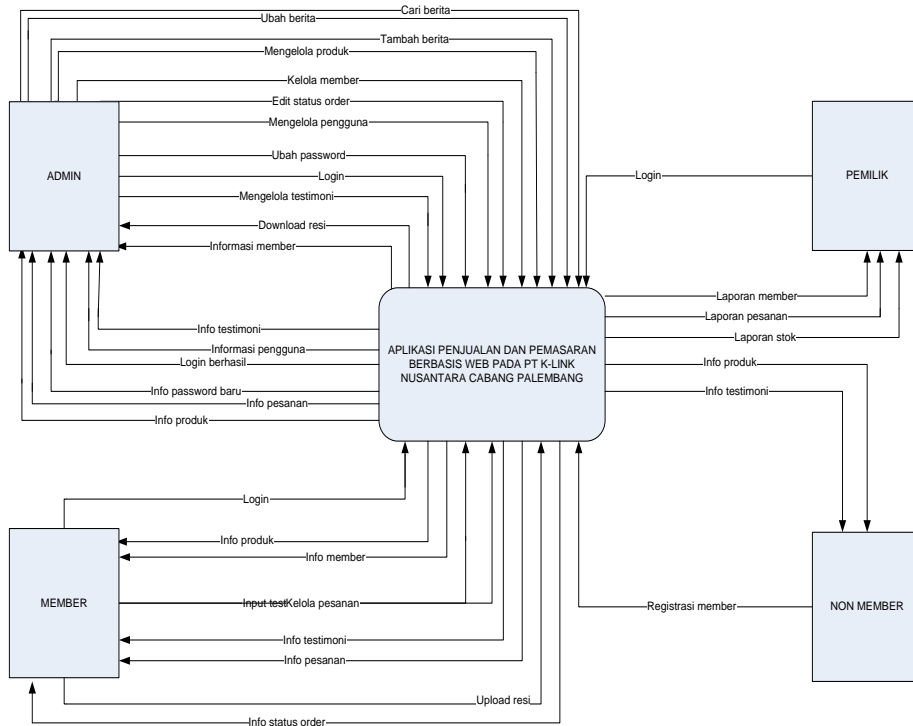 Cari berita
Ubah berita
Tambah berita
Mengelola produk
Kelola member
Edit status order
Mengelola pengguna
Ubah password
Login
Mengelola testimoni
Download resi
Informasi member
ADMIN
Login
PEMILIK
Laporan member
Laporan pesanan
Laporan stok
Info produk
Info testimoni
APLIKASI PENJUALAN DAN PEMASARAN
BERBASIS WEB PADA PT K-LINK
NUSANTARA CABANG PALEMBANG
Info testimoni
Informasi pengguna
Login berhasil
Info password baru
Info pesanan
Info produk
Login
Info produk
Info member
MEMBER
Input test
Kelola pesanan
Info testimoni
Info pesanan
Upload resi
Info status order
Registrasi member
NON MEMBER